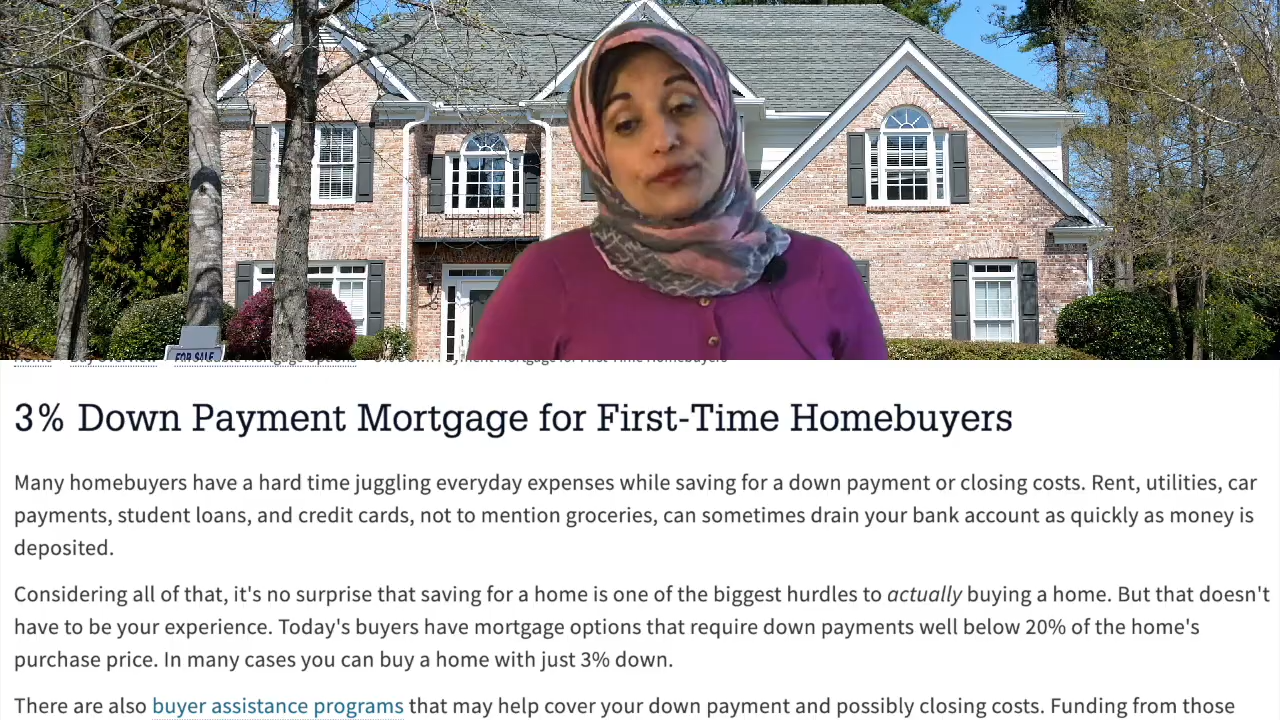 FOR SALE
3% Down Payment Mortgage for First-Time Homebuyers
Many homebuyers have a hard time juggling everyday expenses while saving for a down payment or closing costs. Rent, utilities, car
payments, student loans, and credit cards, not to mention groceries, can sometimes drain your bank account as quickly as money is
deposited.
Considering all of that, it's no surprise that saving for a home is one of the biggest hurdles to actually buying a home. But that doesn't
have to be your experience. Today's buyers have mortgage options that require down payments well below 20% of the home's
purchase price. In many cases you can buy a home with just 3% down.
There are also buyer assistance programs that may help cover your down payment and possibly closing costs. Funding from those